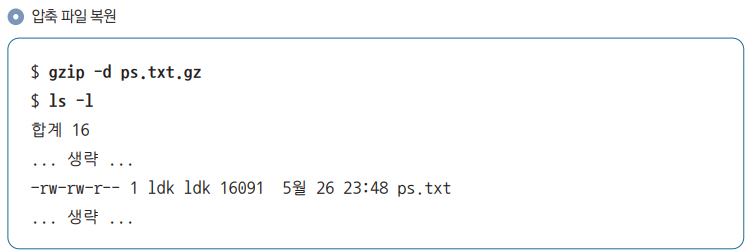 압축 파일 복원
$ gzip -d ps.txt.gz
$ ls -l
합계 16
... 생략 ...
-rw-rw-r-- 1 ldk ldk 16091  5월 26 23:48 ps.txt
... 생략 ...